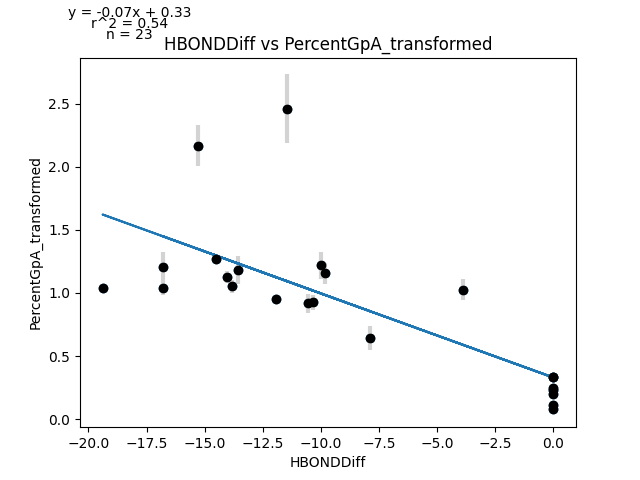 y = -0.07x + 0.33
r^2 = 0.54
n = 23
HBONDDiff vs PercentGpA_transformed
PercentGpA_transformed
2.5
2.0
1.5
1.0
0.5
0.0
−20.0 −17.5 −15.0 −12.5 −10.0 −7.5 −5.0 −2.5 0.0
HBONDDiff